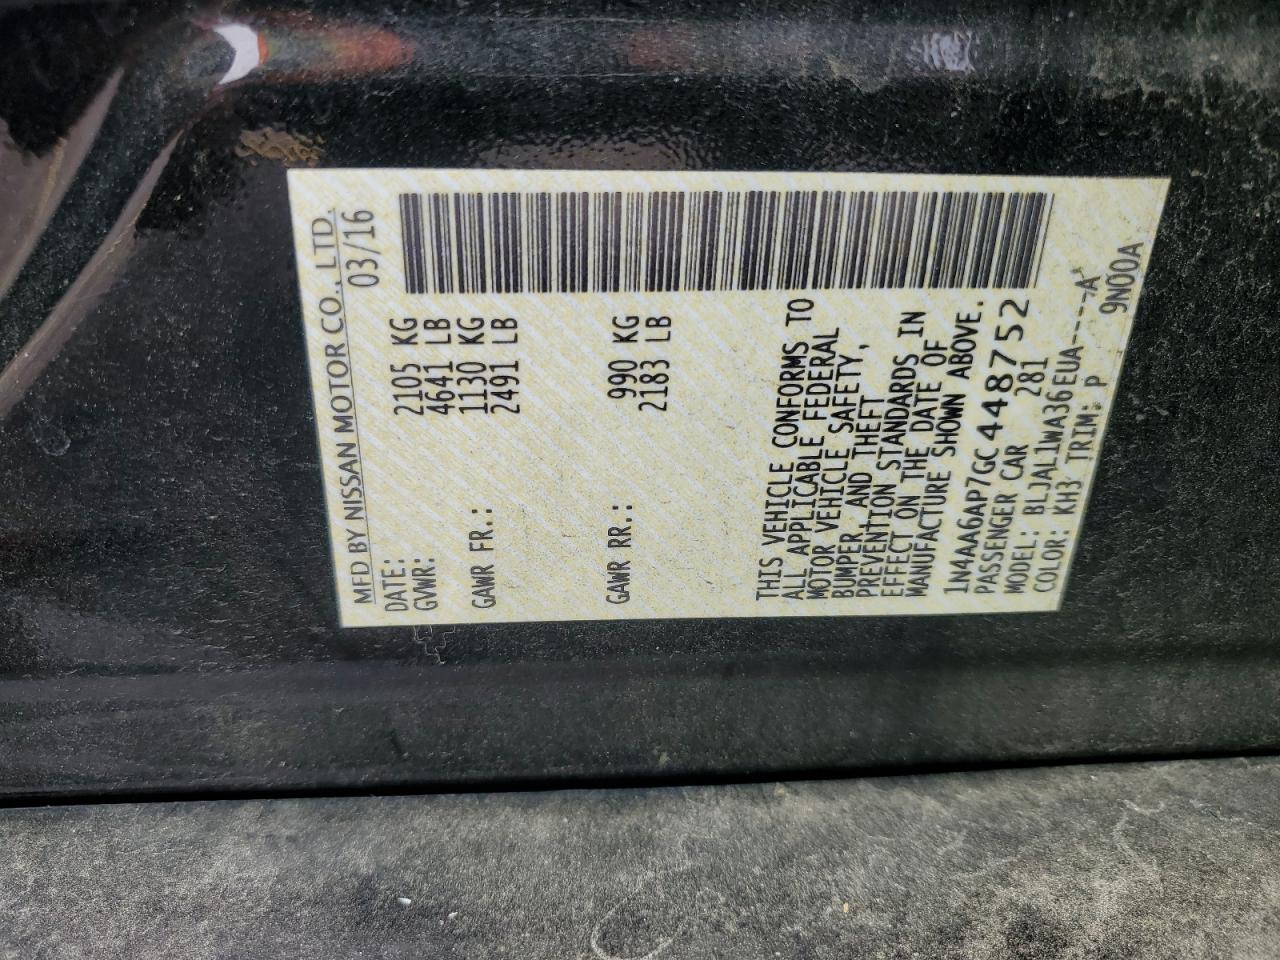 MFD BY NISSAN MOTOR CO., LTD.
DATE: 03/16
GVWR: 2105 KG
4641 LB
GAWR FR.: 1130 KG
2491 LB
GAWR RR.: 990 KG
2183 LB
THIS VEHICLE CONFORMS TO
ALL APPLICABLE FEDERAL
MOTOR VEHICLE SAFETY,
BUMPER, AND THEFT
PREVENTION STANDARDS IN
EFFECT ON THE DATE OF
MANUFACTURE SHOWN ABOVE.
1N4AA6AP7GC448752
PASSENGER CAR 281
MODEL: BLJAL1WA36EUA----A*
COLOR: KH3 TRIM: P 9N00A